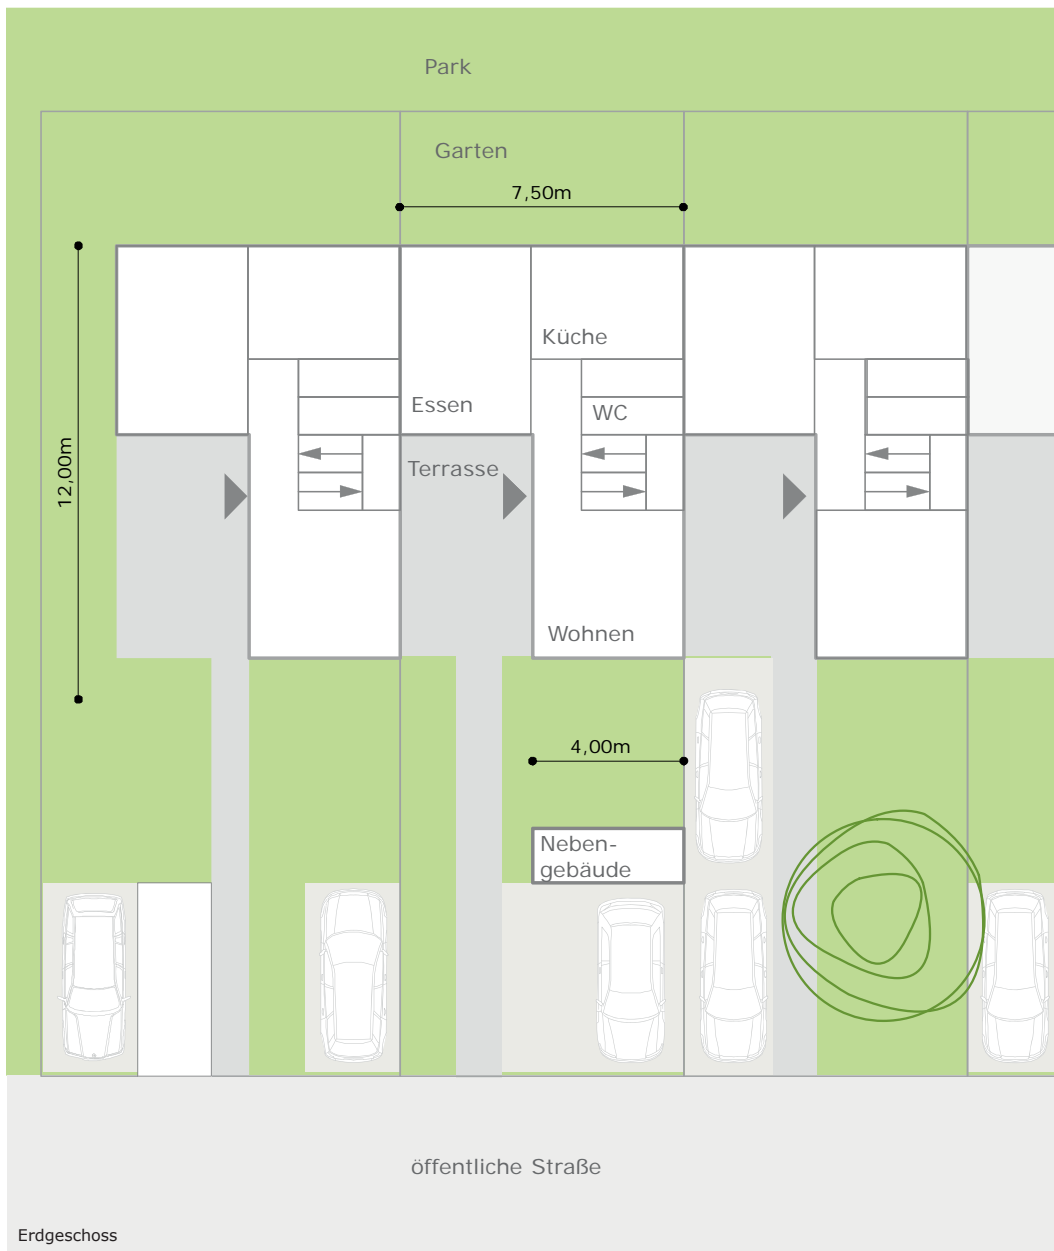 Park
Garten
7,50m
Küche
Essen
WC
12,00m
Terrasse
Wohnen
4,00m
Neben-
gebäude
öffentliche Straße
Erdgeschoss